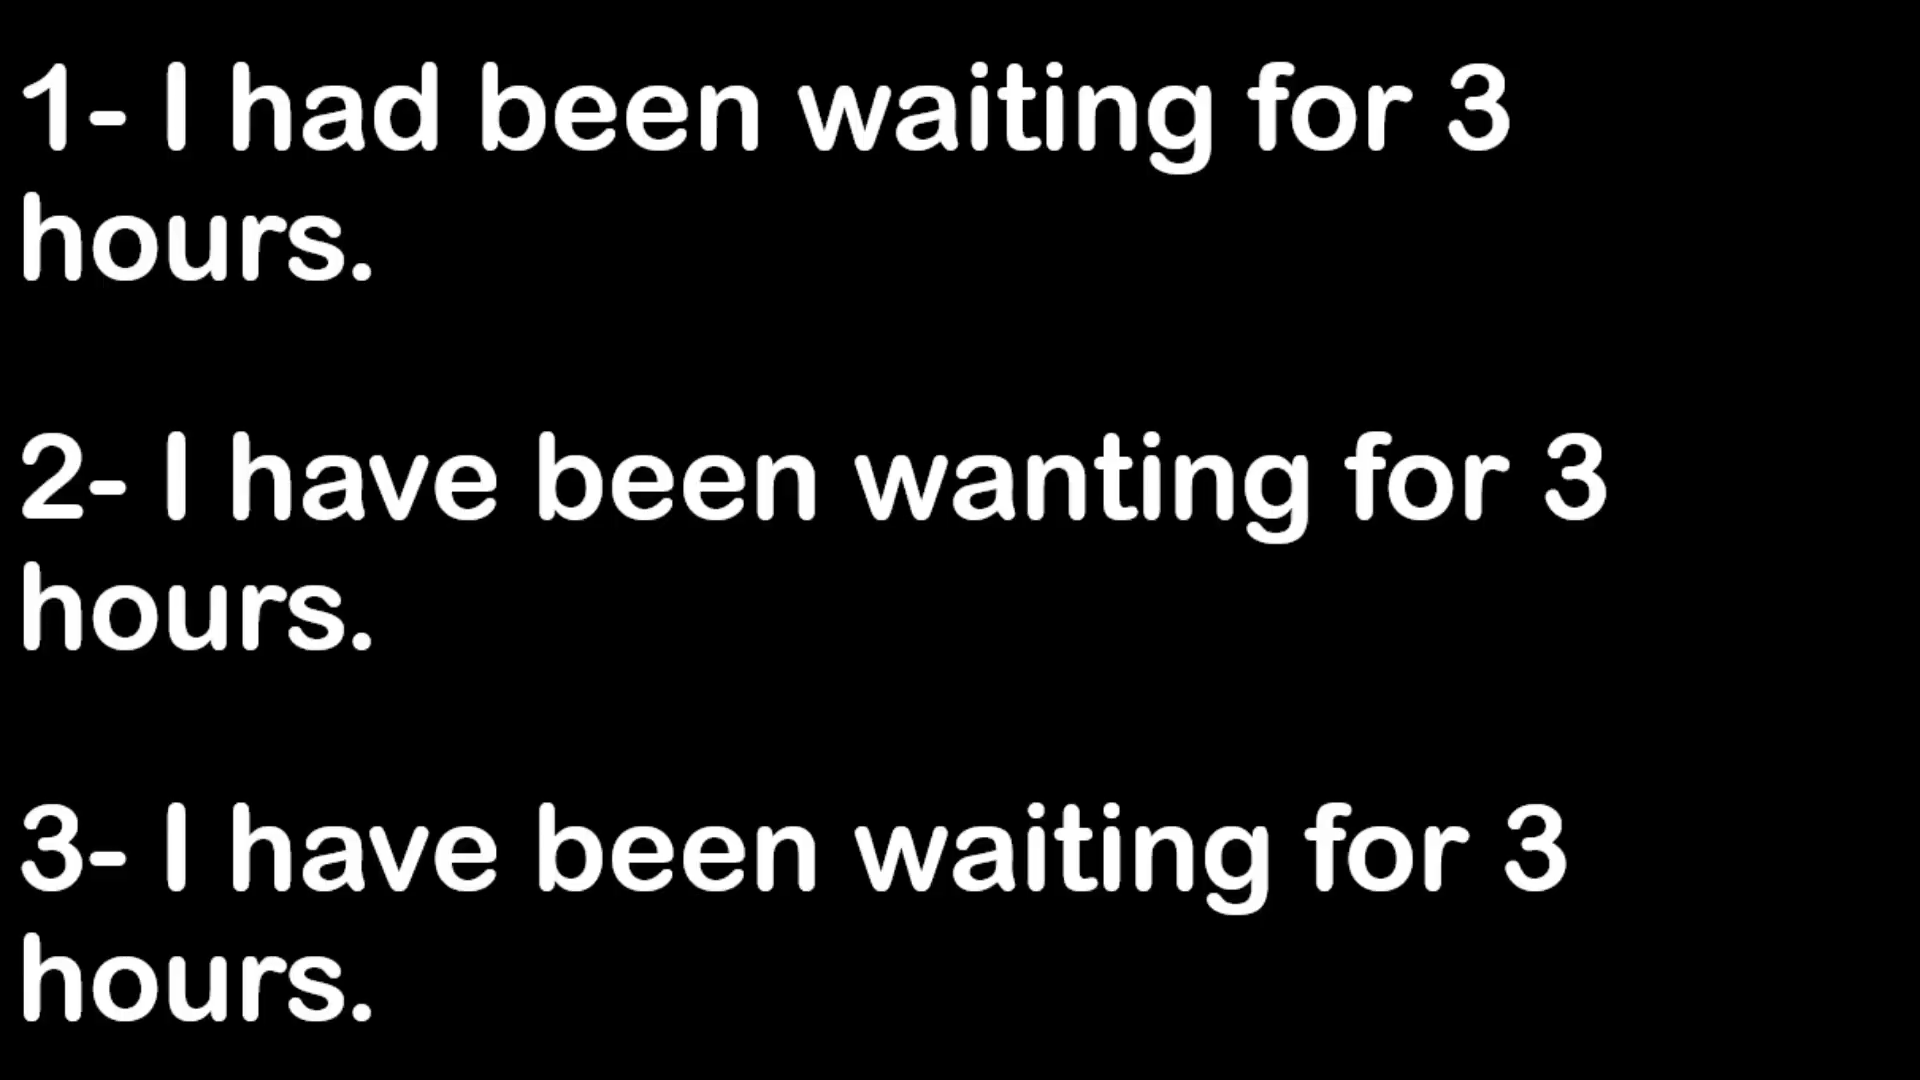 1- I had been waiting for 3
hours.
2- I have been wanting for 3
hours.
3- I have been waiting for 3
hours.